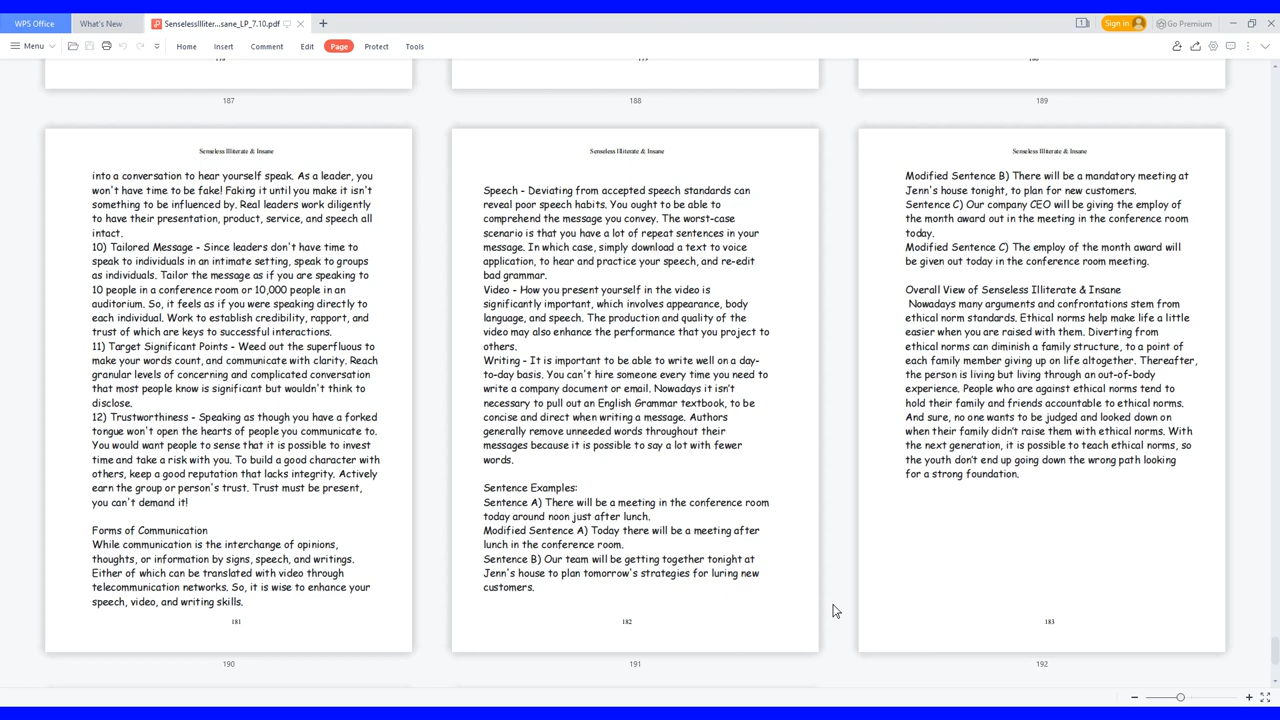 WPS Office
What's New
SenselessIlliter...sane_LP_7.10.pdf
1
Sign in
Go Premium
Menu
Home
Insert
Comment
Edit
Page
Protect
Tools
187
188
189
Senseless Illiterate & Insane
into a conversation to hear yourself speak. As a leader, you
won't have time to be fake! Faking it until you make it isn't
something to be influenced by. Real leaders work diligently
to have their presentation, product, service, and speech all
intact.
10) Tailored Message - Since leaders don't have time to
speak to individuals in an intimate setting, speak to groups
as individuals. Tailor the message as if you are speaking to
10 people in a conference room or 10,000 people in an
auditorium. So, it feels as if you were speaking directly to
each individual. Work to establish credibility, rapport, and
trust of which are keys to successful interactions.
11) Target Significant Points - Weed out the superfluous to
make your words count, and communicate with clarity. Reach
granular levels of concerning and complicated conversation
that most people know is significant but wouldn't think to
disclose.
12) Trustworthiness - Speaking as though you have a forked
tongue won't open the hearts of people you communicate to.
You would want people to sense that it is possible to invest
time and take a risk with you. To build a good character with
others, keep a good reputation that lacks integrity. Actively
earn the group or person's trust. Trust must be present,
you can't demand it!
Forms of Communication
While communication is the interchange of opinions,
thoughts, or information by signs, speech, and writings.
Either of which can be translated with video through
telecommunication networks. So, it is wise to enhance your
speech, video, and writing skills.
181
190
Senseless Illiterate & Insane
Speech - Deviating from accepted speech standards can
reveal poor speech habits. You ought to be able to
comprehend the message you convey. The worst-case
scenario is that you have a lot of repeat sentences in your
message. In which case, simply download a text to voice
application, to hear and practice your speech, and re-edit
bad grammar.
Video - How you present yourself in the video is
significantly important, which involves appearance, body
language, and speech. The production and quality of the
video may also enhance the performance that you project to
others.
Writing - It is important to be able to write well on a day-
to-day basis. You can't hire someone every time you need to
write a company document or email. Nowadays it isn't
necessary to pull out an English Grammar textbook, to be
concise and direct when writing a message. Authors
generally remove unneeded words throughout their
messages because it is possible to say a lot with fewer
words.
Sentence Examples:
Sentence A) There will be a meeting in the conference room
today around noon just after lunch.
Modified Sentence A) Today there will be a meeting after
lunch in the conference room.
Sentence B) Our team will be getting together tonight at
Jenn's house to plan tomorrow's strategies for luring new
customers.
182
191
Senseless Illiterate & Insane
Modified Sentence B) There will be a mandatory meeting at
Jenn's house tonight, to plan for new customers.
Sentence C) Our company CEO will be giving the employ of
the month award out in the meeting in the conference room
today.
Modified Sentence C) The employ of the month award will
be given out today in the conference room meeting.
Overall View of Senseless Illiterate & Insane
Nowadays many arguments and confrontations stem from
ethical norm standards. Ethical norms help make life a little
easier when you are raised with them. Diverting from
ethical norms can diminish a family structure, to a point of
each family member giving up on life altogether. Thereafter,
the person is living but living through an out-of-body
experience. People who are against ethical norms tend to
hold their family and friends accountable to ethical norms.
And sure, no one wants to be judged and looked down on
when their family didn't raise them with ethical norms. With
the next generation, it is possible to teach ethical norms, so
the youth don't end up going down the wrong path looking
for a strong foundation.
183
192